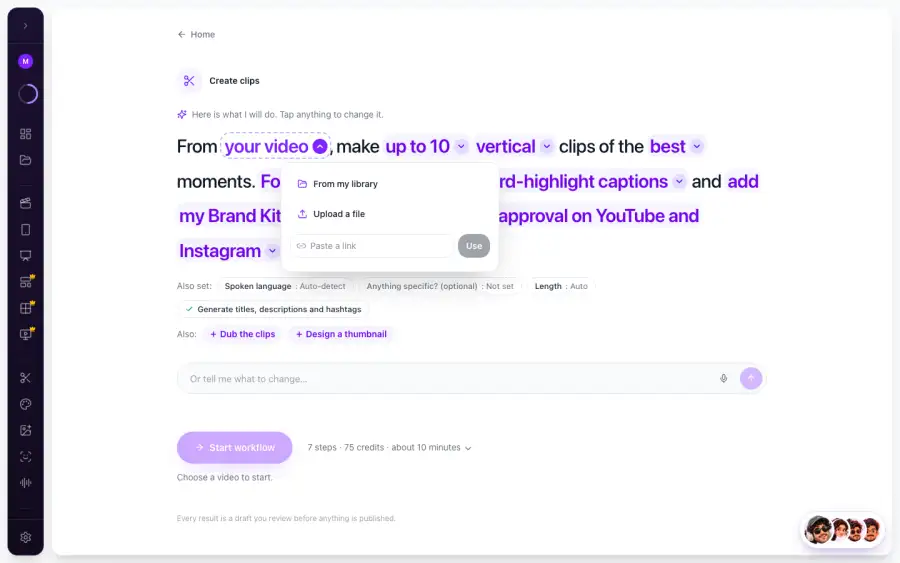 M
Home
Create clips
Here is what I will do. Tap anything to change it.
From your video, make up to 10 vertical clips of the best
moments. Fo rd-highlight captions and add
my Brand Kit approval on YouTube and
Instagram
From my library
Upload a file
Paste a link Use
Also set: Spoken language : Auto-detect Anything specific? (optional) : Not set Length : Auto
Generate titles, descriptions and hashtags
Also: + Dub the clips + Design a thumbnail
Or tell me what to change...
Start workflow 7 steps · 75 credits · about 10 minutes
Choose a video to start.
Every result is a draft you review before anything is published.